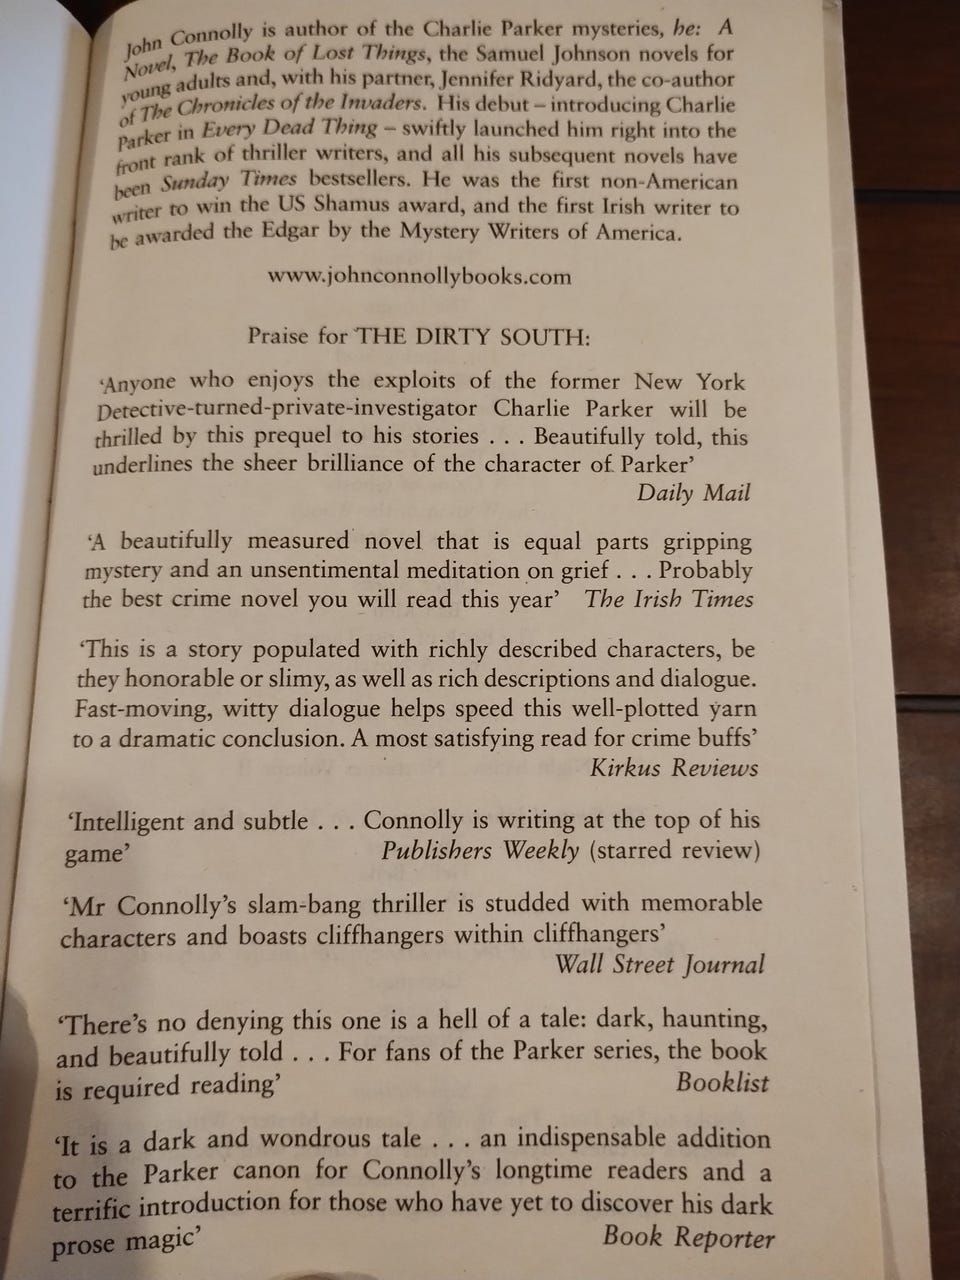 John Connolly is author of the Charlie Parker mysteries, he: A
Novel, The Book of Lost Things, the Samuel Johnson novels for
young adults and, with his partner, Jennifer Ridyard, the co-author
of The Chronicles of the Invaders. His debut – introducing Charlie
Parker in Every Dead Thing – swiftly launched him right into the
front rank of thriller writers, and all his subsequent novels have
been Sunday Times bestsellers. He was the first non-American
writer to win the US Shamus award, and the first Irish writer to
be awarded the Edgar by the Mystery Writers of America.
www.johnconnollybooks.com
Praise for THE DIRTY SOUTH:
‘Anyone who enjoys the exploits of the former New York
Detective-turned-private-investigator Charlie Parker will be
thrilled by this prequel to his stories . . . Beautifully told, this
underlines the sheer brilliance of the character of Parker’
Daily Mail
‘A beautifully measured novel that is equal parts gripping
mystery and an unsentimental meditation on grief . . . Probably
the best crime novel you will read this year’ The Irish Times
‘This is a story populated with richly described characters, be
they honorable or slimy, as well as rich descriptions and dialogue.
Fast-moving, witty dialogue helps speed this well-plotted yarn
to a dramatic conclusion. A most satisfying read for crime buffs’
Kirkus Reviews
‘Intelligent and subtle . . . Connolly is writing at the top of his
game’ Publishers Weekly (starred review)
‘Mr Connolly’s slam-bang thriller is studded with memorable
characters and boasts cliffhangers within cliffhangers’
Wall Street Journal
‘There’s no denying this one is a hell of a tale: dark, haunting,
and beautifully told . . . For fans of the Parker series, the book
is required reading’ Booklist
‘It is a dark and wondrous tale . . . an indispensable addition
to the Parker canon for Connolly’s longtime readers and a
terrific introduction for those who have yet to discover his dark
prose magic’ Book Reporter